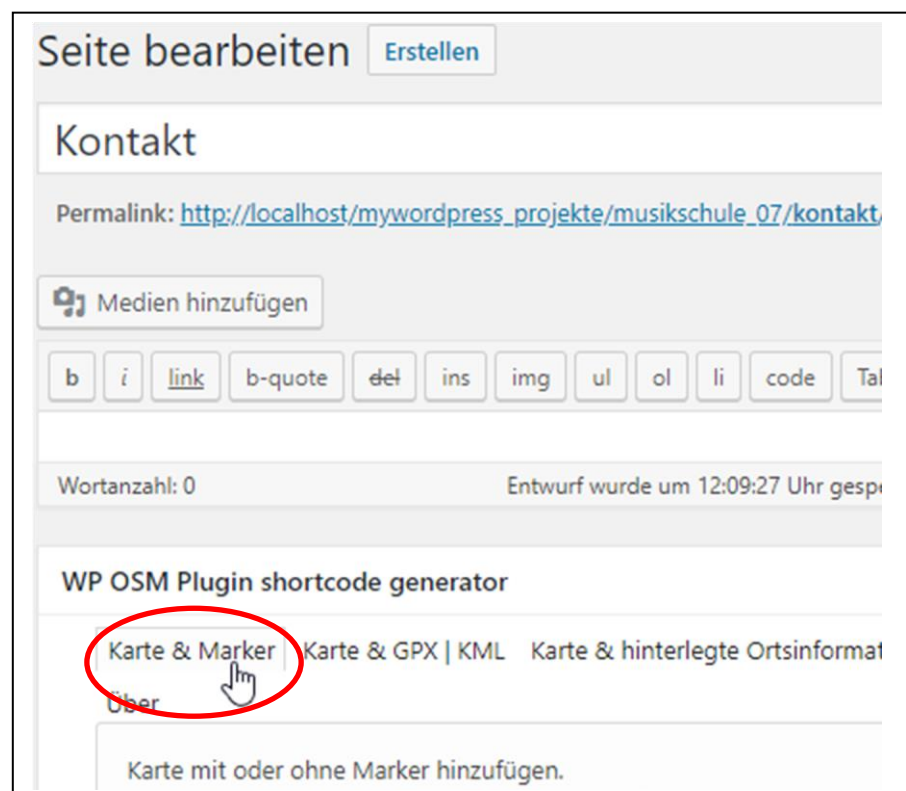 Seite bearbeiten Erstellen
Kontakt
Permalink: http://localhost/mywordpress_projekte/musikschule_07/kontakt/
Medien hinzufügen
b i link b-quote del ins img ul ol li code
Wortanzahl: 0 Entwurf wurde um 12:09:27 Uhr
WP OSM Plugin shortcode generator
Karte & Marker Karte & GPX | KML Karte & hinterlegte
Über
Karte mit oder ohne Marker hinzufügen.